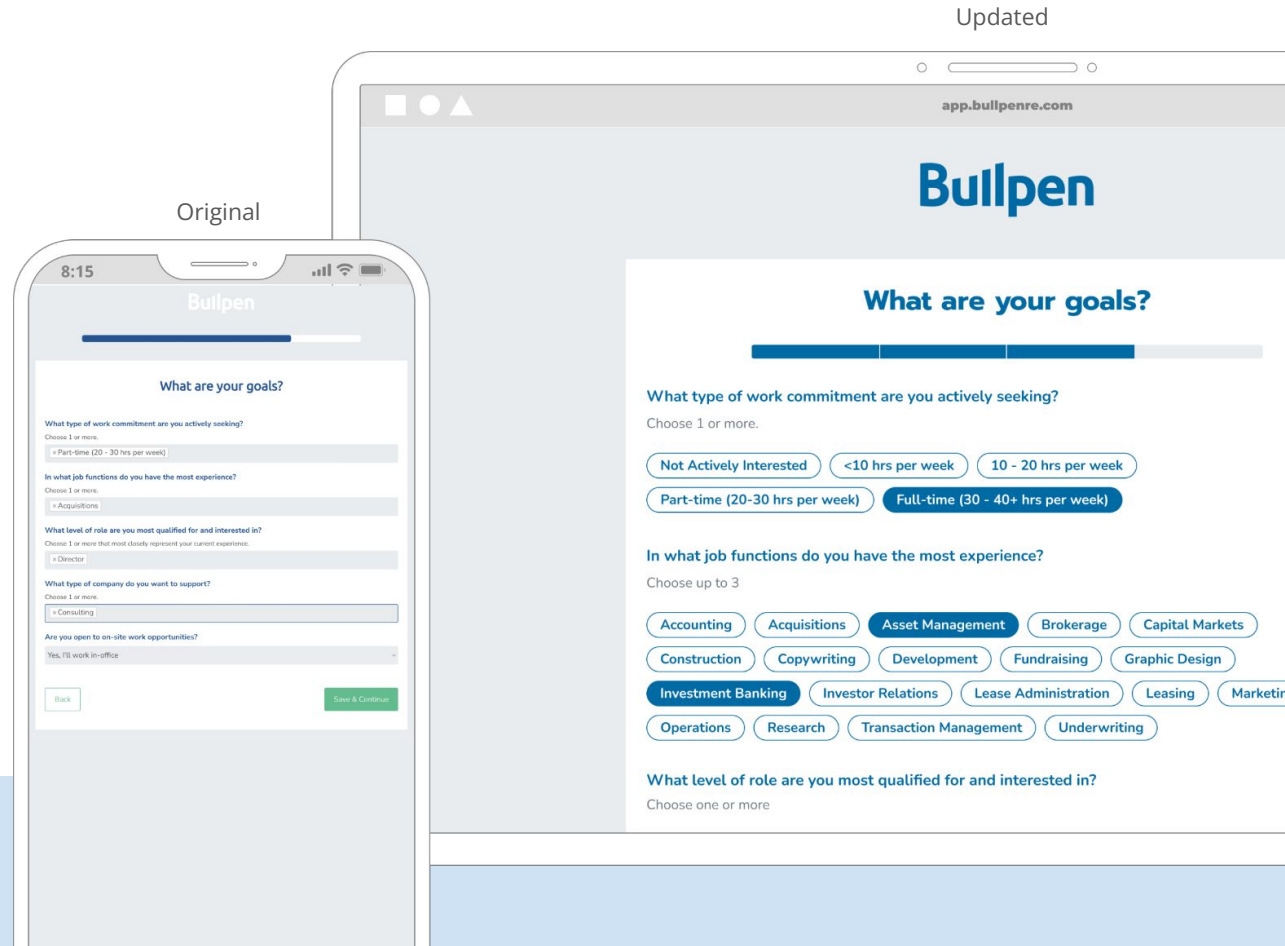 Updated
app.bullpenre.com
Bullpen
What are your goals?
What type of work commitment are you actively seeking?
Choose 1 or more.
Not Actively Interested <10 hrs per week 10 - 20 hrs per week
Part-time (20-30 hrs per week) Full-time (30 - 40+ hrs per week)
In what job functions do you have the most experience?
Choose up to 3
Accounting Acquisitions Asset Management Brokerage Capital Markets
Construction Copywriting Development Fundraising Graphic Design
Investment Banking Investor Relations Lease Administration Leasing Marketin
Operations Research Transaction Management Underwriting
What level of role are you most qualified for and interested in?
Choose one or more
Original
8:15
Bullpen
What are your goals?
What type of work commitment are you actively seeking?
Choose 1 or more.
× Part-time (20 - 30 hrs per week)
In what job functions do you have the most experience?
Choose 1 or more.
× Acquisitions
What level of role are you most qualified for and interested in?
Choose 1 or more that most closely represent your current experience.
× Director
What type of company do you want to support?
Choose 1 or more.
× Consulting
Are you open to on-site work opportunities?
Yes, I'll work in-office
Back Save & Continue